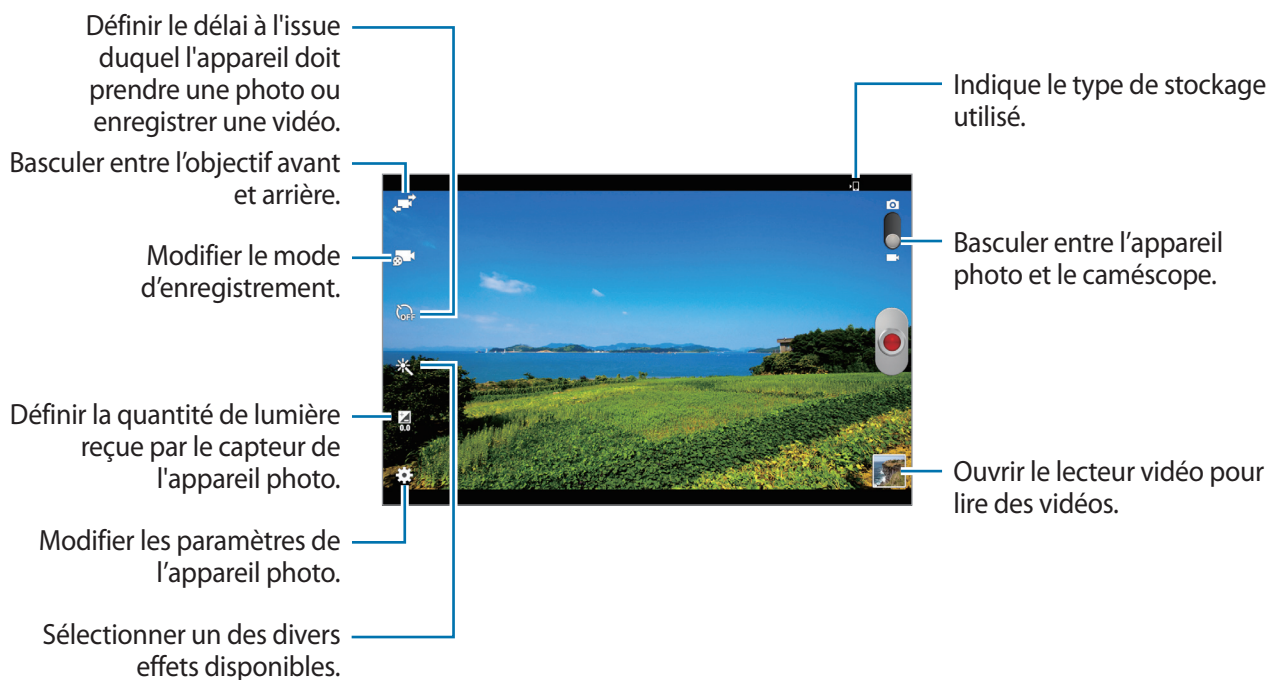 Définir le délai à l'issue
duquel l'appareil doit
prendre une photo ou
enregistrer une vidéo.
Basculer entre l’objectif avant
et arrière.
Modifier le mode
d’enregistrement.
OFF
Définir la quantité de lumière
reçue par le capteur de
l'appareil photo.
0.0
Modifier les paramètres de
l’appareil photo.
Sélectionner un des divers
effets disponibles.
Indique le type de stockage
utilisé.
Basculer entre l’appareil
photo et le caméscope.
Ouvrir le lecteur vidéo pour
lire des vidéos.